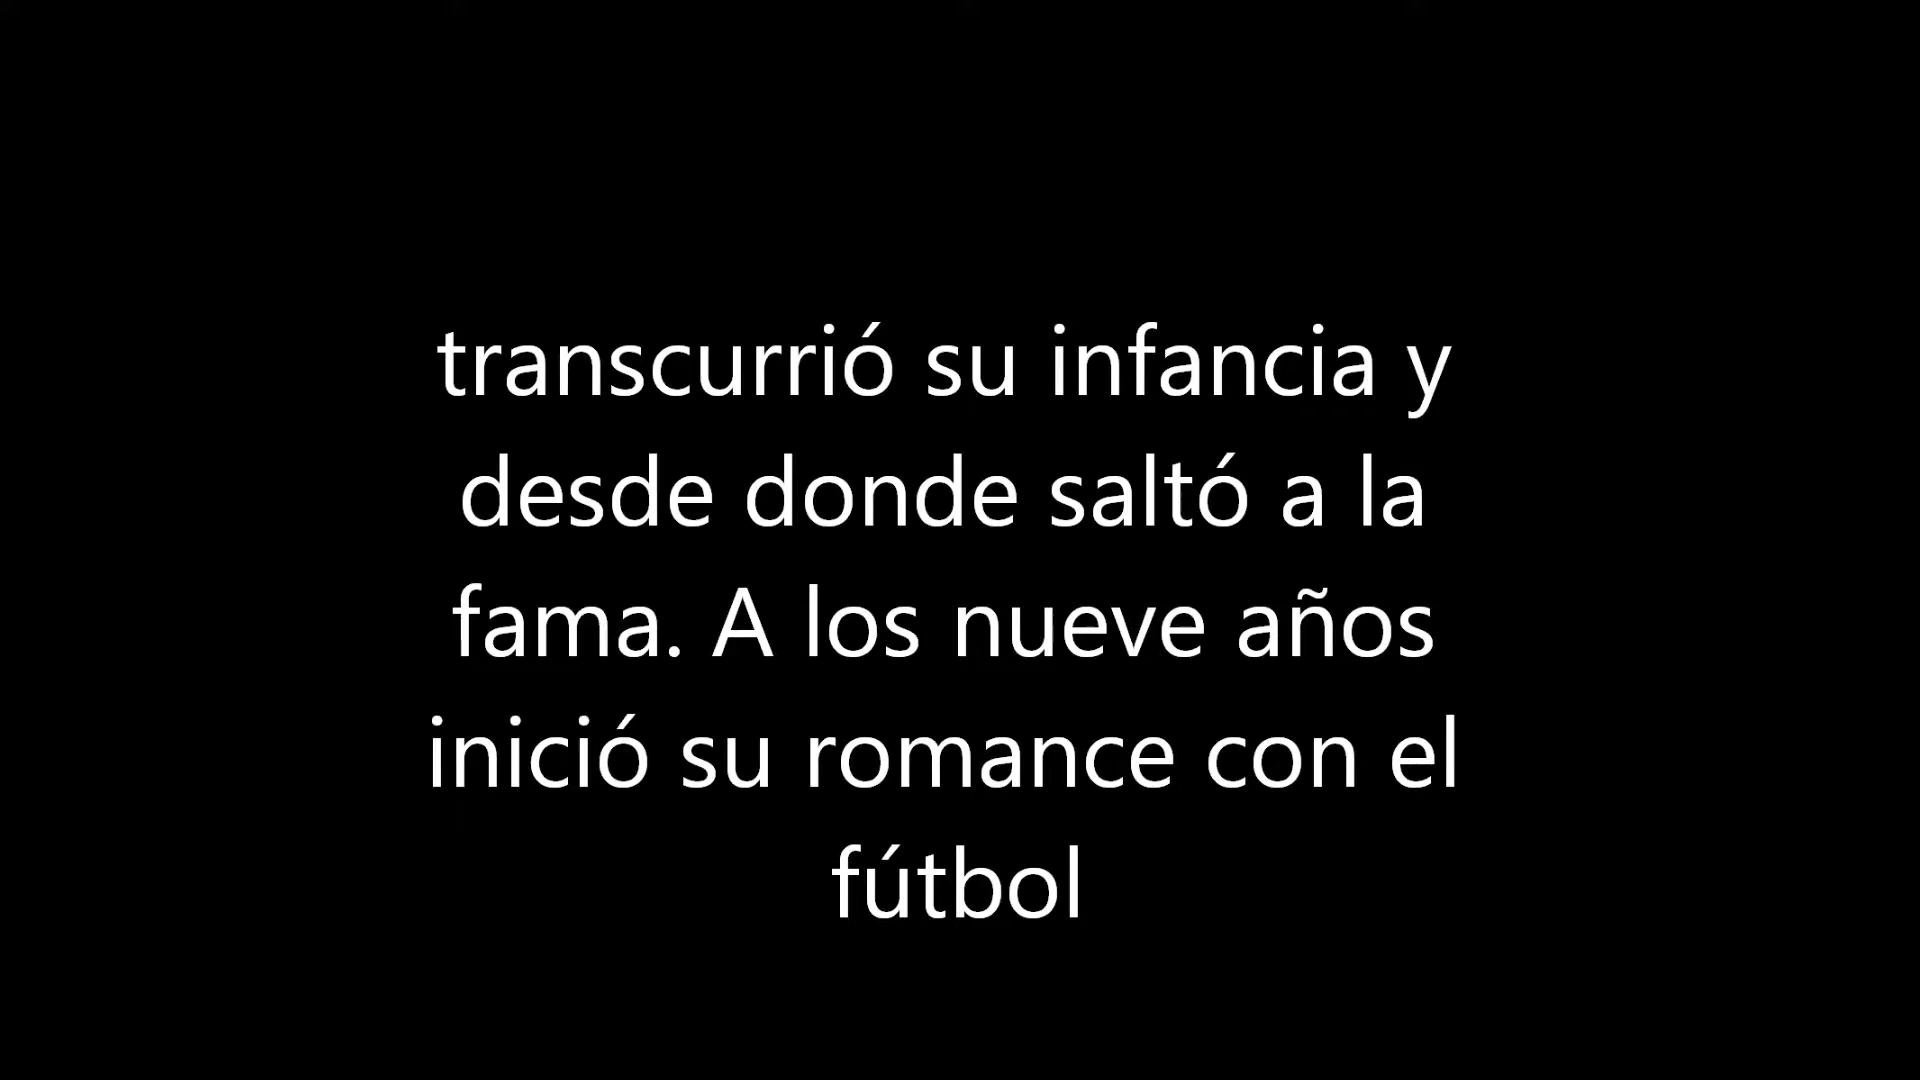 transcurrió su infancia y
desde donde saltó a la
fama. A los nueve años
inició su romance con el
fútbol